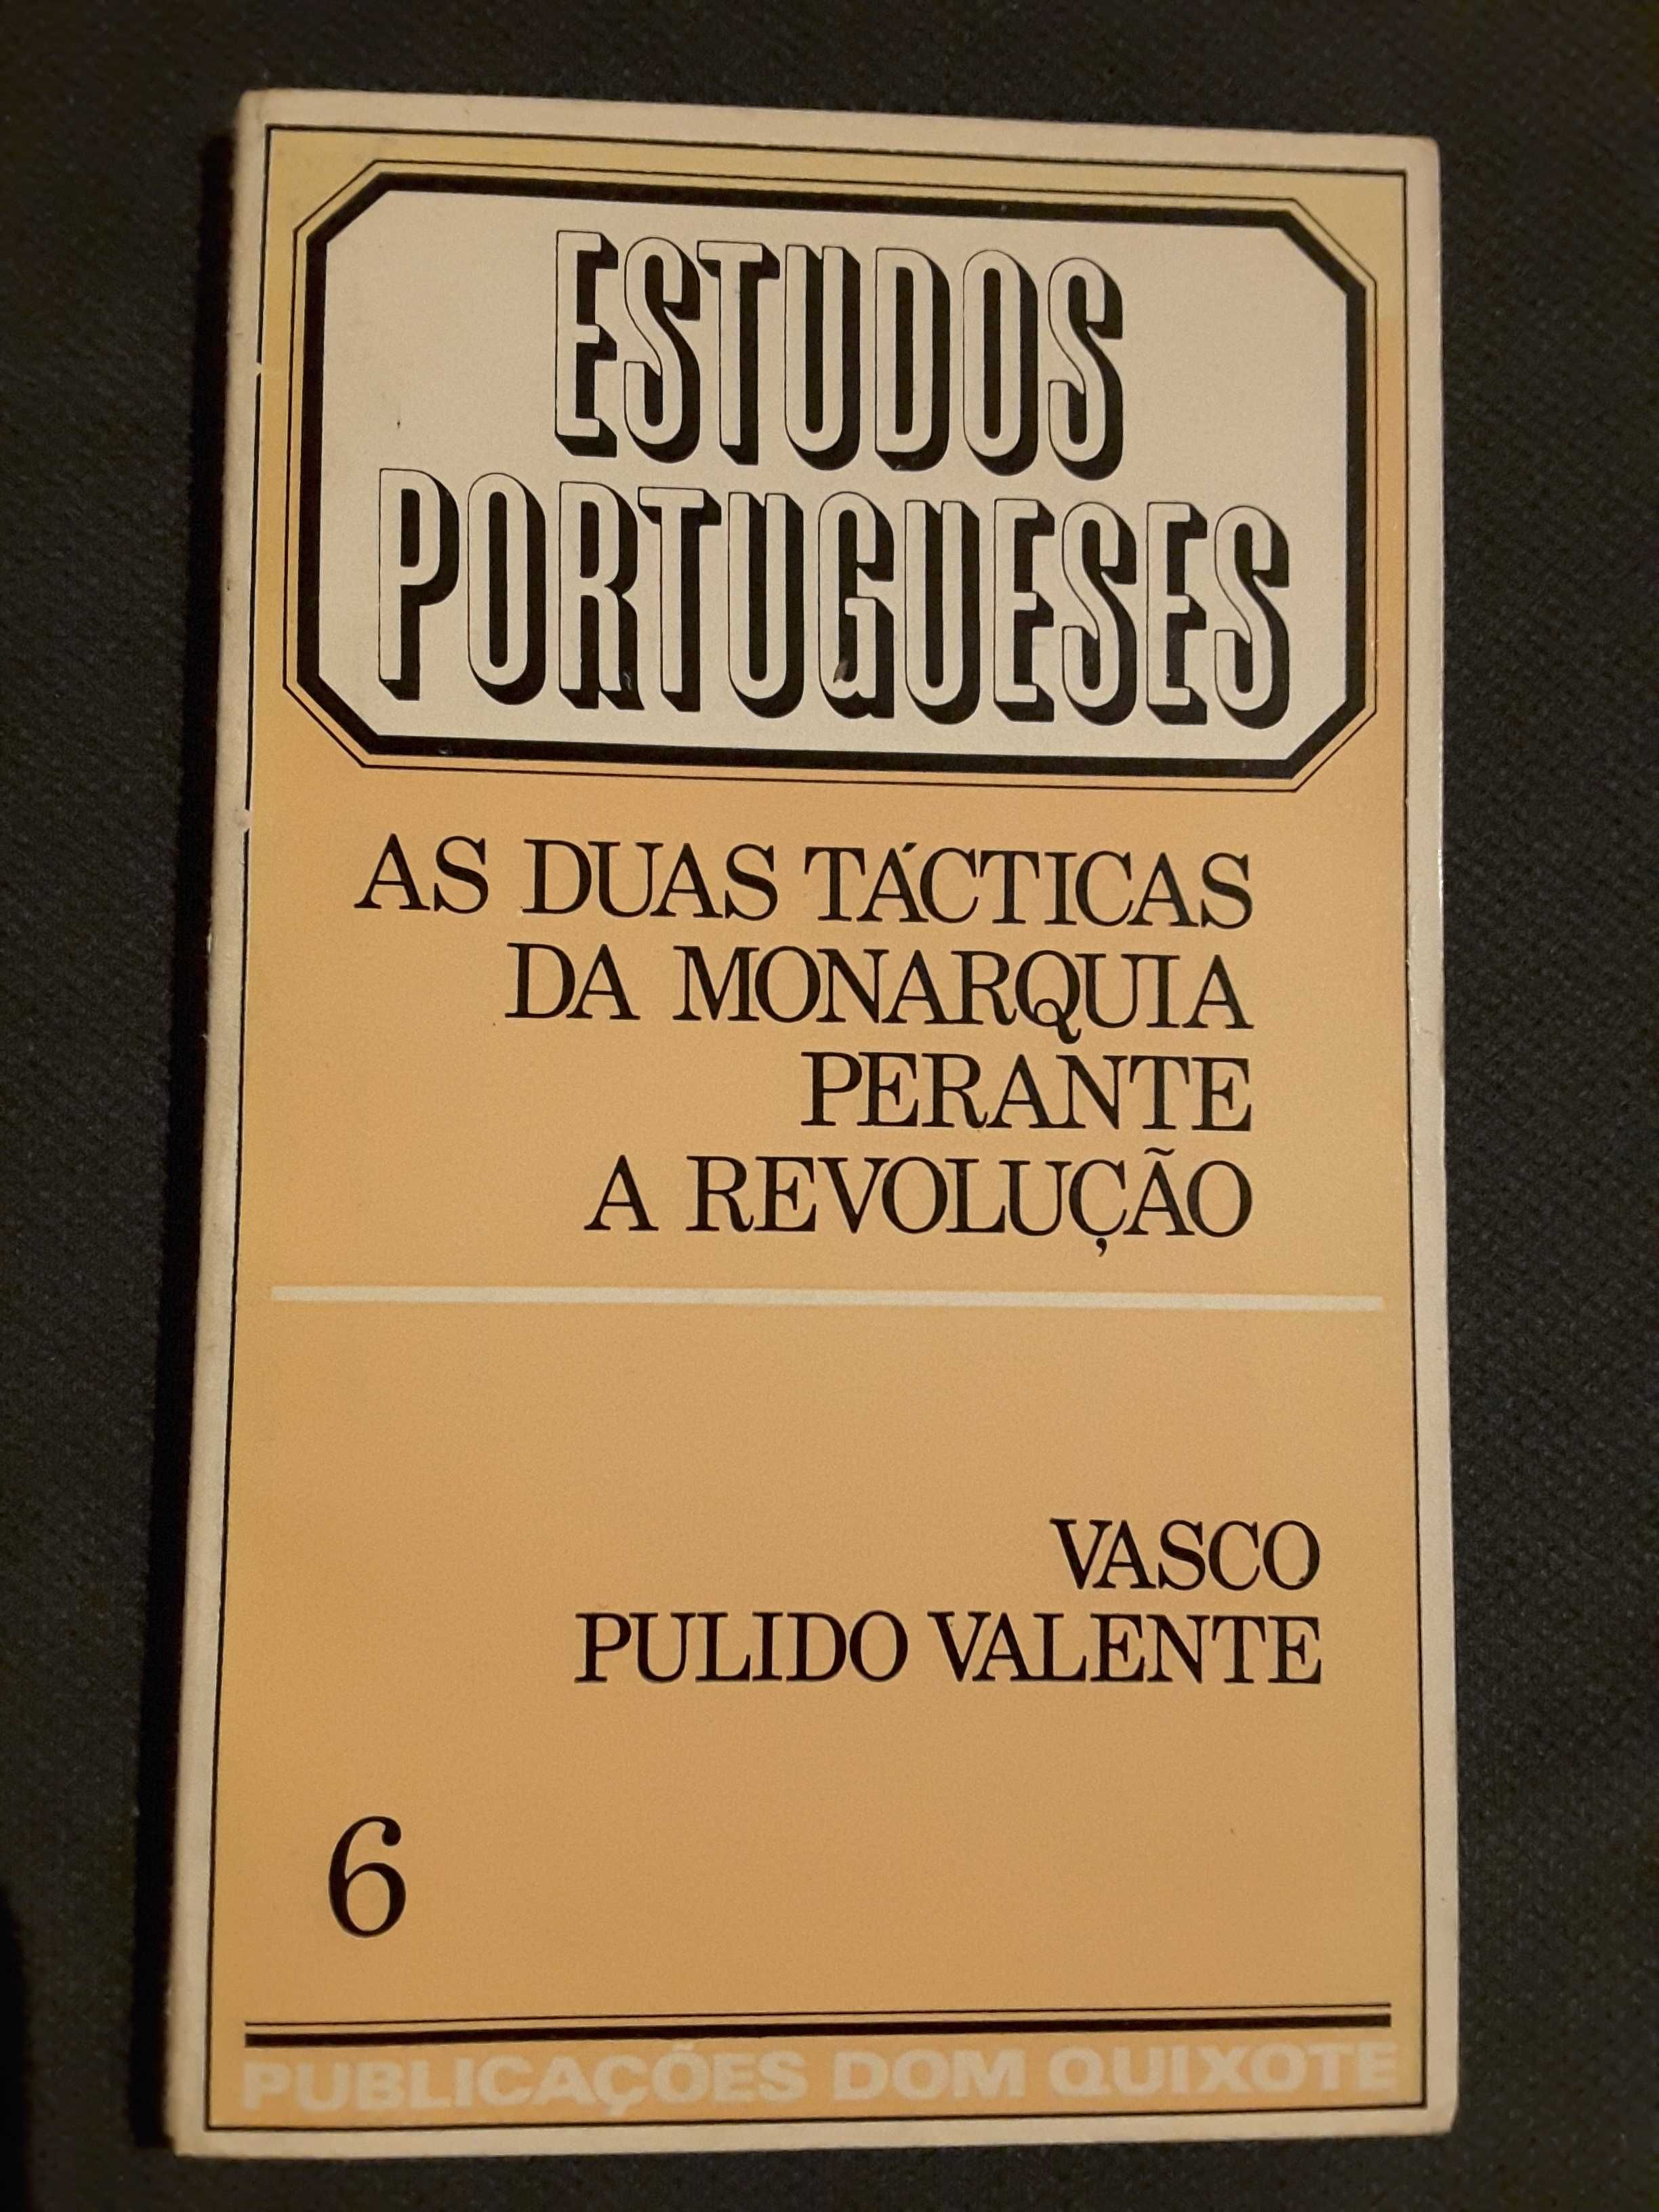 ESTUDOS
PORTUGUESES
AS DUAS TÁCTICAS
DA MONARQUIA
PERANTE
A REVOLUÇÃO
VASCO
PULIDO VALENTE
6
PUBLICAÇÕES DOM QUIXOTE